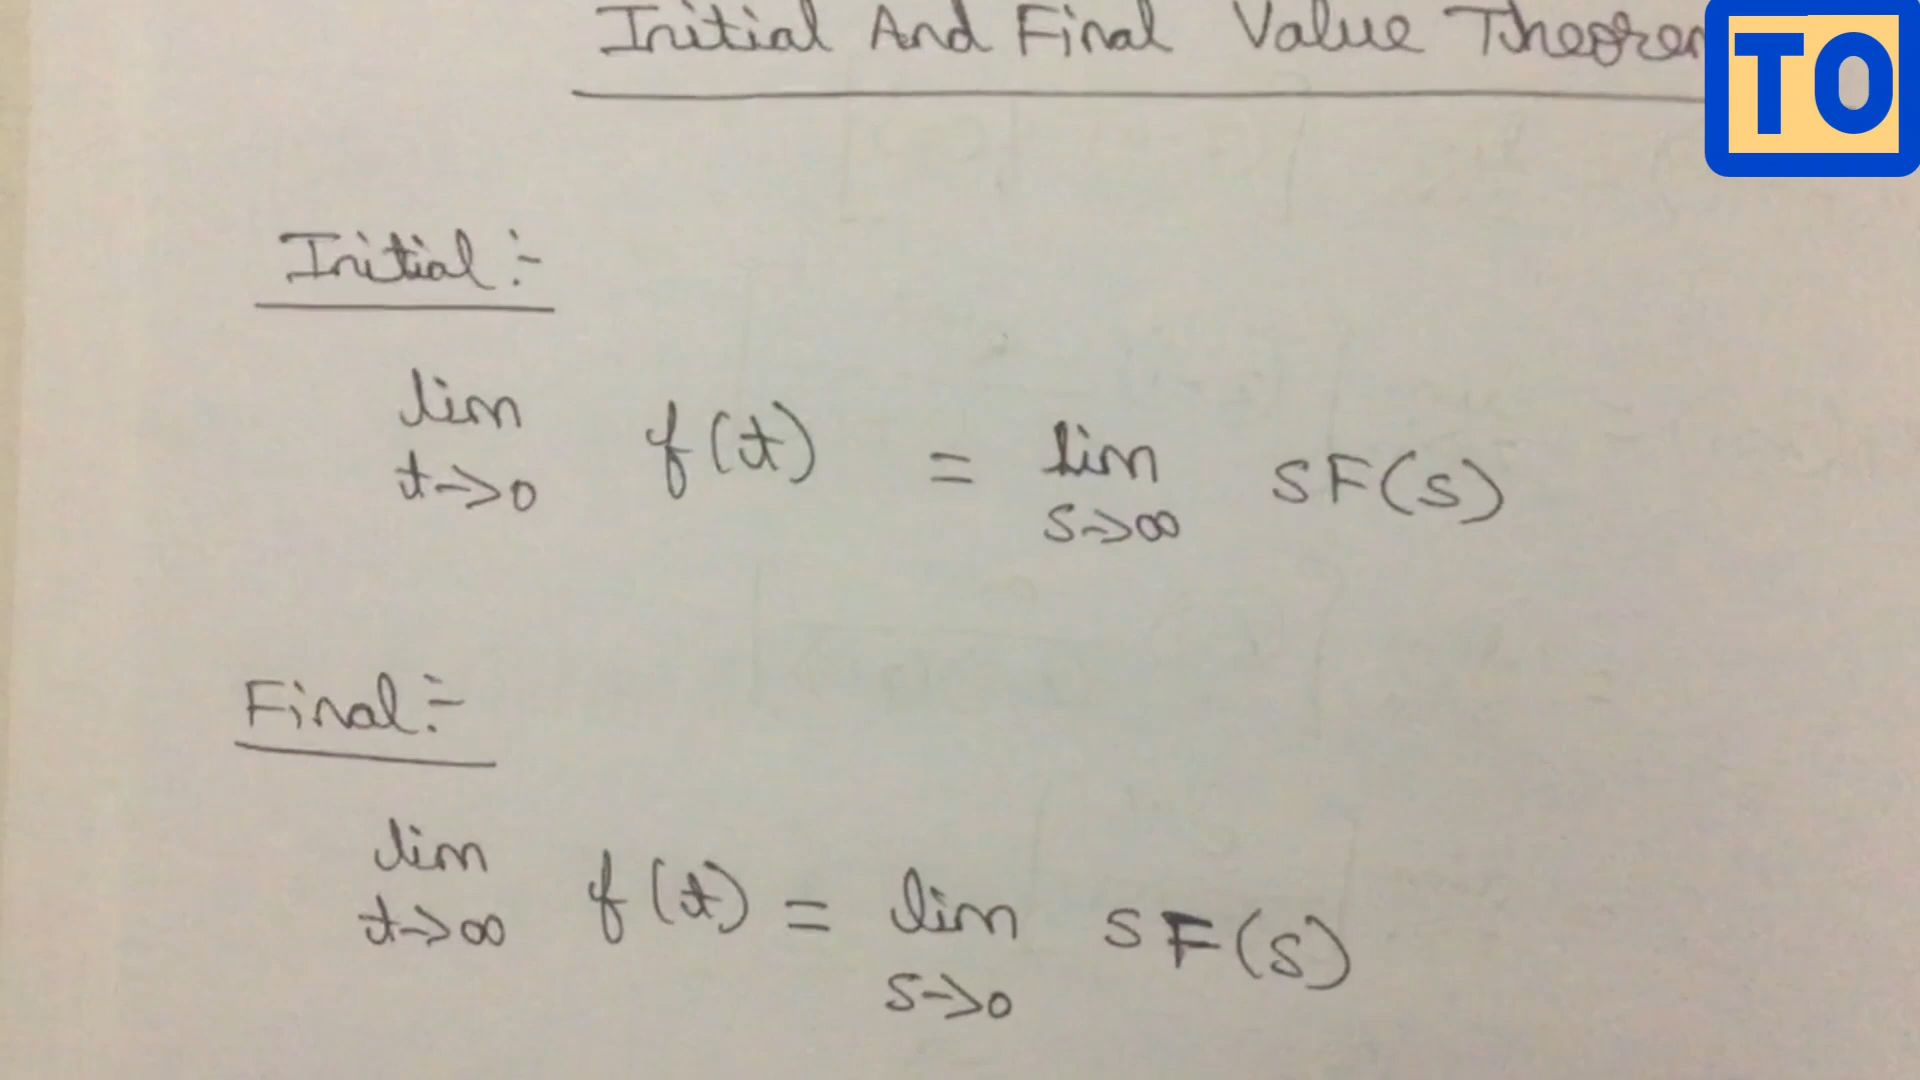 Initial And Final Value Theorem
TO
Initial :-
lim f(t) = lim sF(s)
t->0 s->∞
Final :-
lim f(t) = lim sF(s)
t->∞ s->0